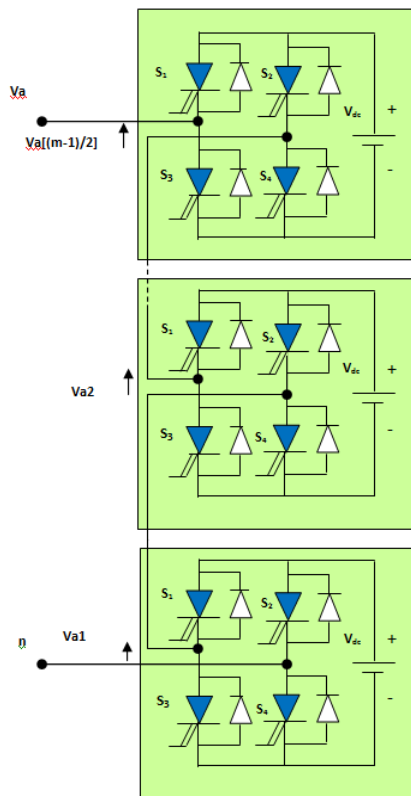 S₁
S₂
Va
Vdc
+
Va[(m-1)/2]
S3
S4
-
S₁
S₂
+
Va2
Vdc
S3
S4
-
S₁
S₂
n
Va1
Vdc
+
S3
S4
-